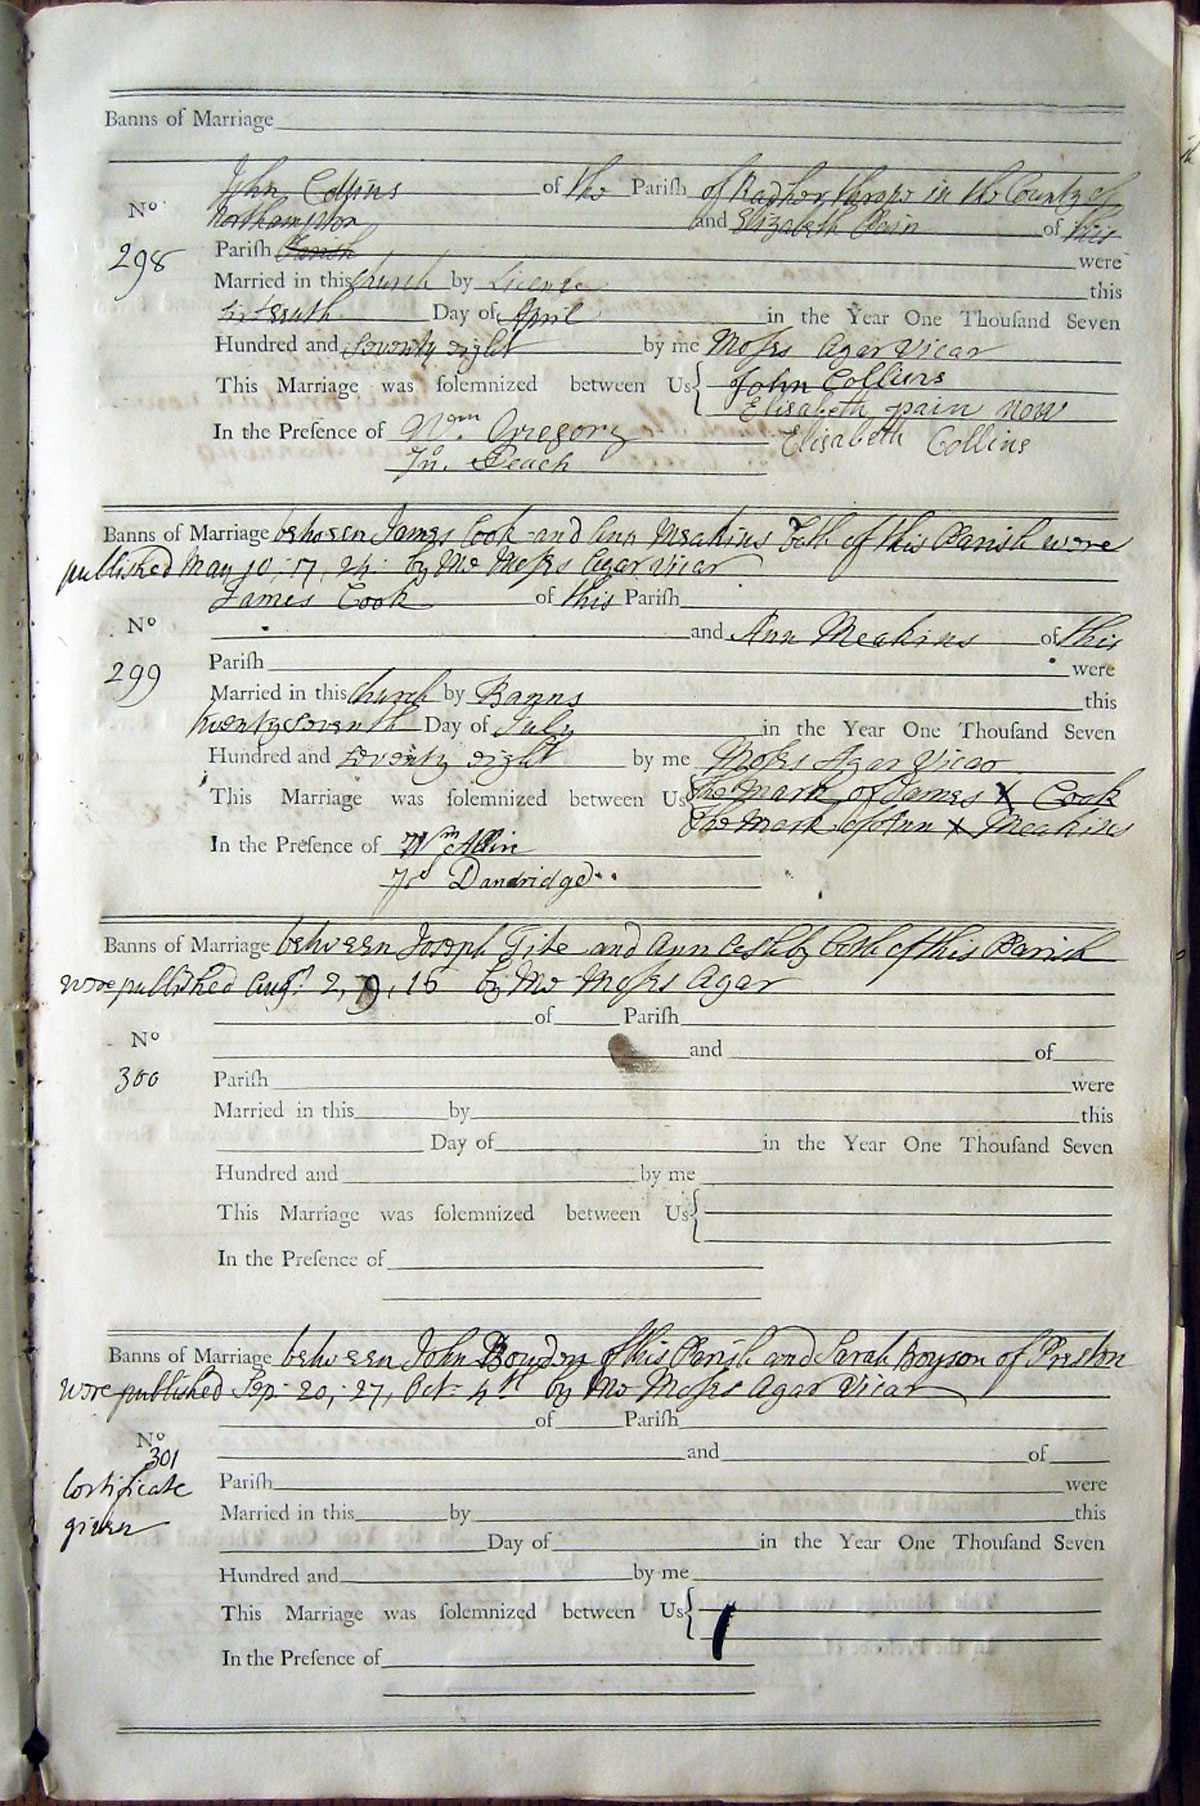 Banns of Marriage
John Collins of the Parish of Radhorthrope in the County of
Northampton and Elizabeth Pain of this
No
298
Parish Parish were
Married in this Church by Licence this
Sixteenth Day of April in the Year One Thousand Seven
Hundred and Seventy eight by me Moses Agar Vicar
This Marriage was solemnized between Us John Collins
Elisabeth pain now
In the Presence of Wm. Gregory Elisabeth Collins
Jn. Peach
Banns of Marriage between James Cook and Ann Meakins both of this Parish were
published May 10, 17, 24 by Me Moses Agar Vicar
James Cook of this Parish
No and Ann Meakins of this
299
Parish were
Married in this Church by Banns this
twenty seventh Day of July in the Year One Thousand Seven
Hundred and seventy eight by me Moses Agar Vicar
This Marriage was solemnized between Us The Mark of James X Cook
The Mark of Ann X Meakins
In the Presence of Wm Allin
Jo Dandridge
Banns of Marriage between Joseph Tite and Ann Ashby both of this Parish
were published Augt 2, 9, 16 by Me Moses Agar
of Parish
No and of
300
Parish were
Married in this by this
Day of in the Year One Thousand Seven
Hundred and by me
This Marriage was solemnized between Us
In the Presence of
Banns of Marriage between John Bowden of this Parish and Sarah Boyson of Preston
were published Sep 20, 27, Oct 4th by Me Moses Agar Vicar
of Parish
No and of
301
Certificate
given
Parish were
Married in this by this
Day of in the Year One Thousand Seven
Hundred and by me
This Marriage was solemnized between Us
In the Presence of